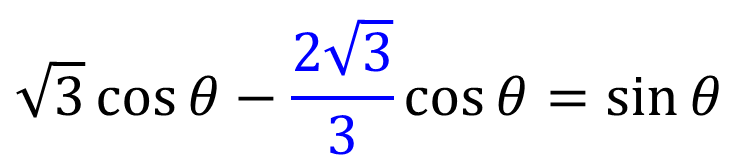 √3 cos θ − 2√3/3 cos θ = sin θ